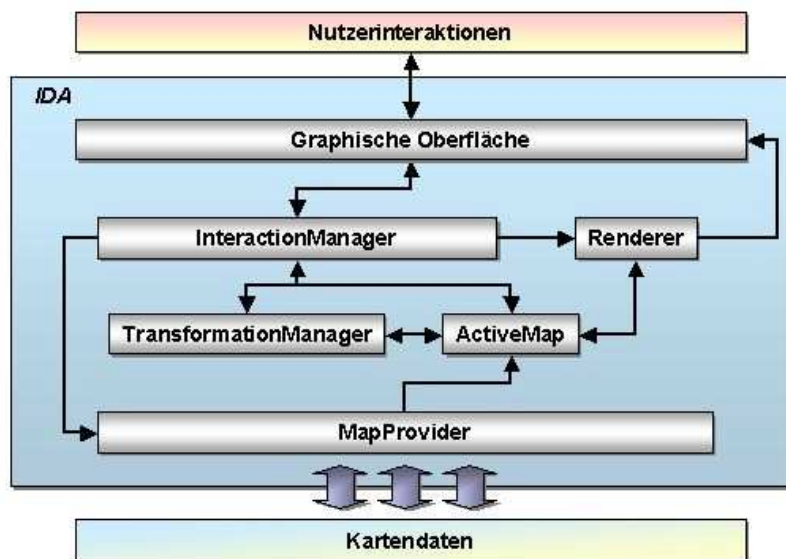 Nutzerinteraktionen
IDA
Graphische Oberfläche
InteractionManager
Renderer
TransformationManager
ActiveMap
MapProvider
Kartendaten